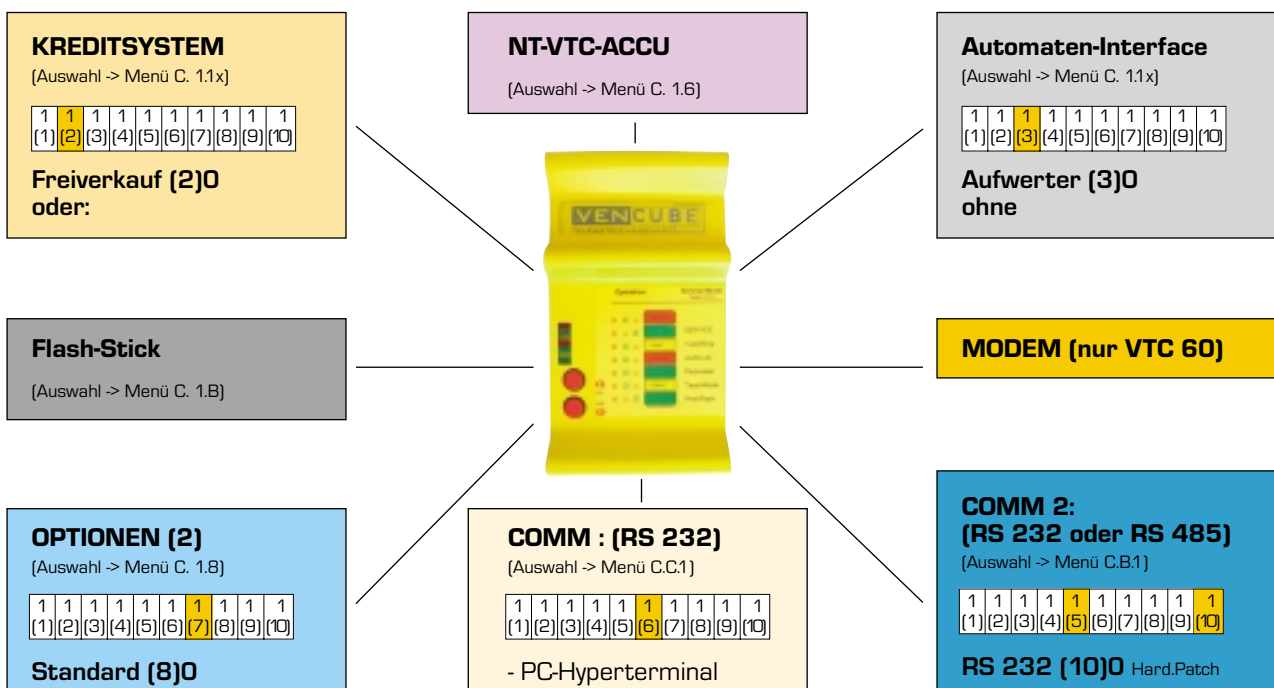 KREDITSYSTEM
(Auswahl -> Menü C. 1.1x)
1 1 1 1 1 1 1 1 1 1
(1) (2) (3) (4) (5) (6) (7) (8) (9) (10)
Freiverkauf (2)0
oder:
NT-VTC-ACCU
(Auswahl -> Menü C. 1.6)
Automaten-Interface
(Auswahl -> Menü C. 1.1x)
1 1 1 1 1 1 1 1 1 1
(1) (2) (3) (4) (5) (6) (7) (8) (9) (10)
Aufwerter (3)0
ohne
VENCUBE
Operation
Flash-Stick
(Auswahl -> Menü C. 1.B)
MODEM (nur VTC 60)
OPTIONEN (2)
(Auswahl -> Menü C. 1.8)
1 1 1 1 1 1 1 1 1 1
(1) (2) (3) (4) (5) (6) (7) (8) (9) (10)
Standard (8)0
COMM : (RS 232)
(Auswahl -> Menü C.C.1)
1 1 1 1 1 1 1 1 1 1
(1) (2) (3) (4) (5) (6) (7) (8) (9) (10)
- PC-Hyperterminal
COMM 2:
(RS 232 oder RS 485)
(Auswahl -> Menü C.B.1)
1 1 1 1 1 1 1 1 1 1
(1) (2) (3) (4) (5) (6) (7) (8) (9) (10)
RS 232 (10)0 Hard.Patch